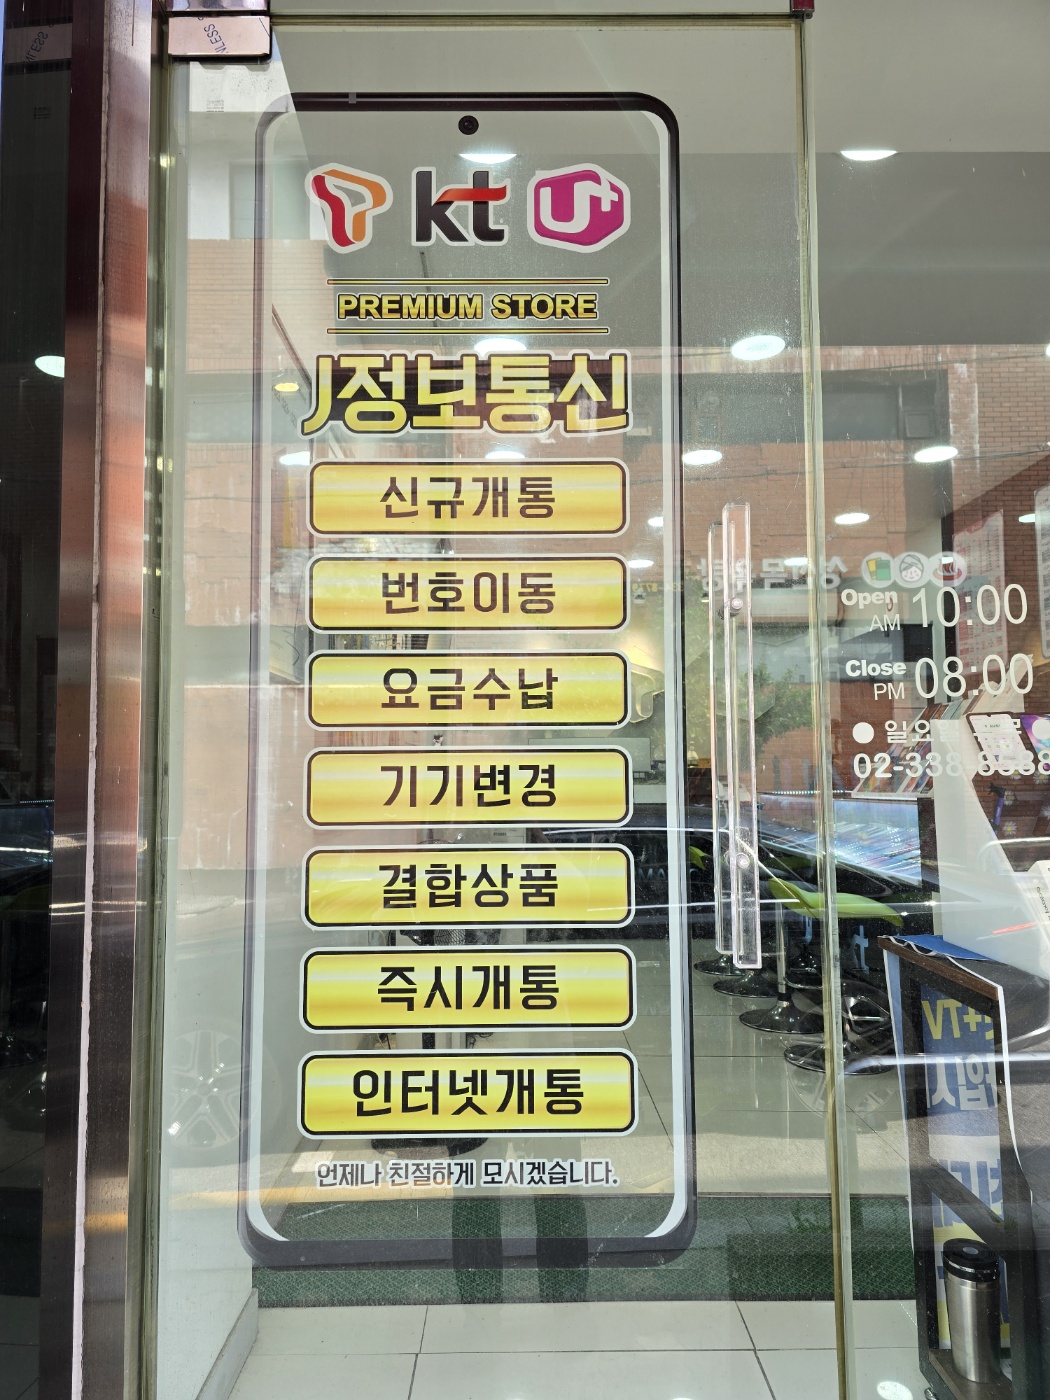 kt U+
PREMIUM STORE
J정보통신
신규개통
번호이동
요금수납
기기변경
결합상품
즉시개통
인터넷개통
언제나 친절하게 모시겠습니다.
Open AM 10:00
Close PM 08:00